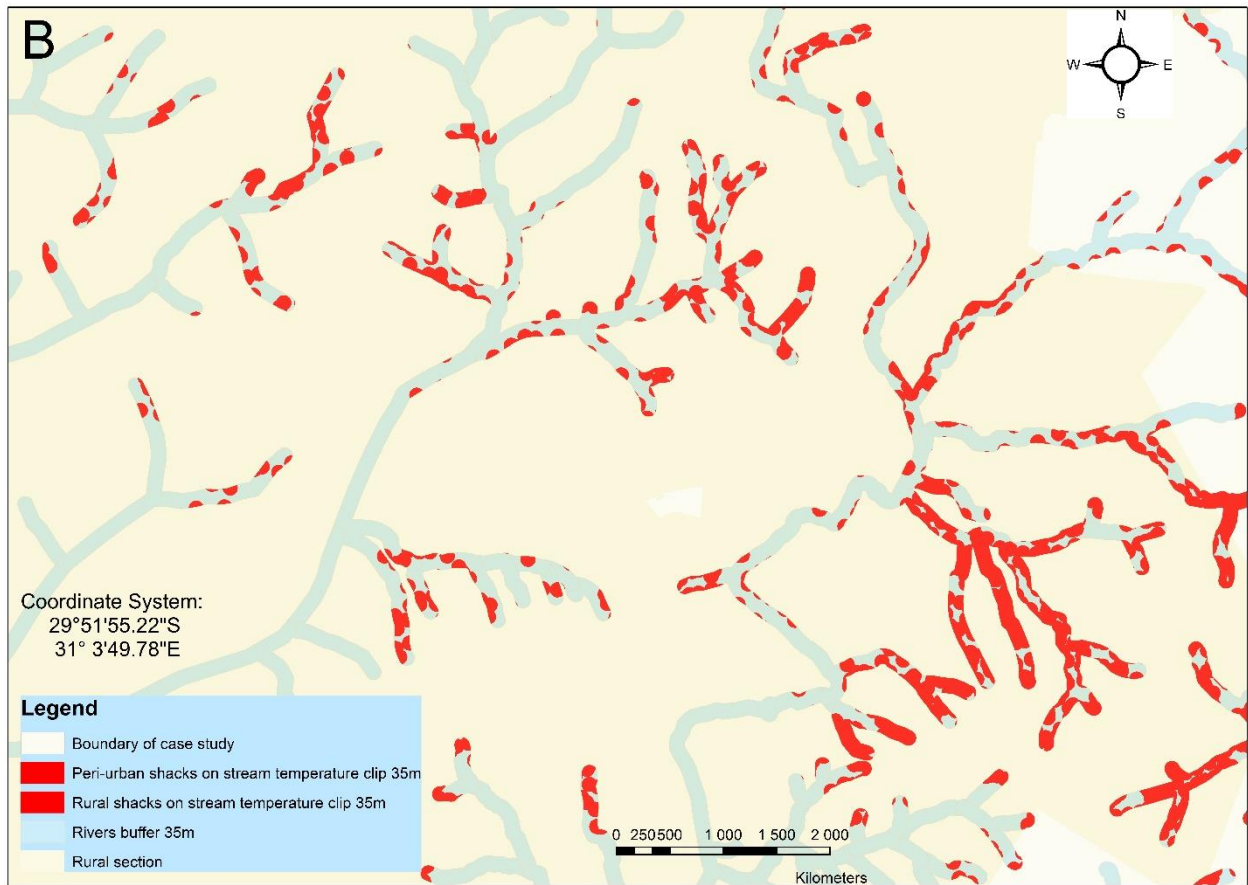 B
N
W E
S
Coordinate System:
29°51'55.22"S
31° 3'49.78"E
Legend
Boundary of case study
Peri-urban shacks on stream temperature clip 35m
Rural shacks on stream temperature clip 35m
Rivers buffer 35m
Rural section
0 250 500 1 000 1 500 2 000
Kilometers